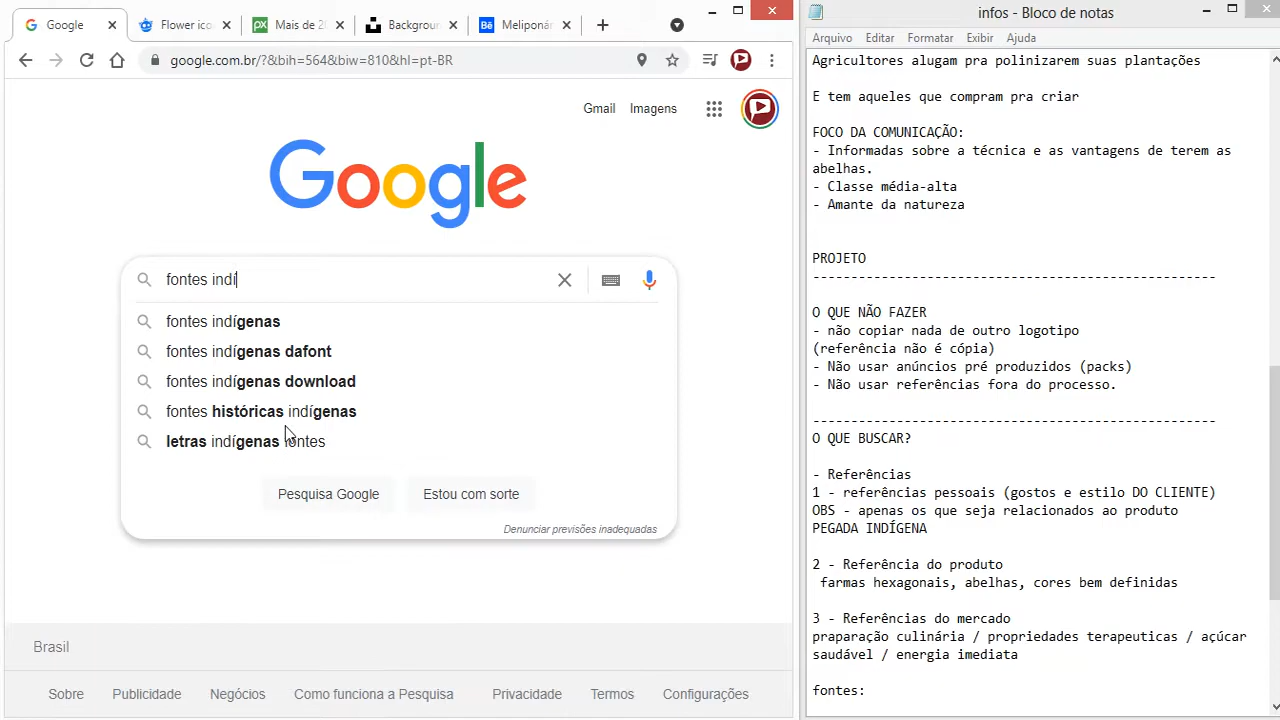 Google
Flower ico
Mais de 2
Backgroun
Meliponár
google.com.br/?&bih=564&biw=810&hl=pt-BR
Gmail
Imagens
Google
fontes indí
fontes indígenas
fontes indígenas dafont
fontes indígenas download
fontes históricas indígenas
letras indígenas fontes
Pesquisa Google
Estou com sorte
Denunciar previsões inadequadas
Brasil
Sobre
Publicidade
Negócios
Como funciona a Pesquisa
Privacidade
Termos
Configurações
infos - Bloco de notas
Arquivo
Editar
Formatar
Exibir
Ajuda
Agricultores alugam pra polinizarem suas plantações
E tem aqueles que compram pra criar
FOCO DA COMUNICAÇÃO:
- Informadas sobre a técnica e as vantagens de terem as
abelhas.
- Classe média-alta
- Amante da natureza
PROJETO
-----------------------------------------------------
O QUE NÃO FAZER
- não copiar nada de outro logotipo
(referência não é cópia)
- Não usar anúncios pré produzidos (packs)
- Não usar referências fora do processo.
-----------------------------------------------------
O QUE BUSCAR?
- Referências
1 - referências pessoais (gostos e estilo DO CLIENTE)
OBS - apenas os que seja relacionados ao produto
PEGADA INDÍGENA
2 - Referência do produto
farmas hexagonais, abelhas, cores bem definidas
3 - Referências do mercado
praparação culinária / propriedades terapeuticas / açúcar
saudável / energia imediata
fontes: